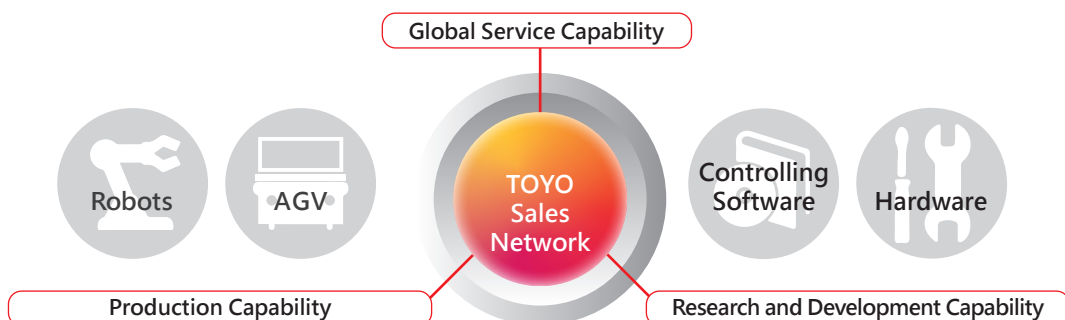 Global Service Capability
Robots
AGV
TOYO
Sales
Network
Controlling
Software
Hardware
Production Capability
Research and Development Capability